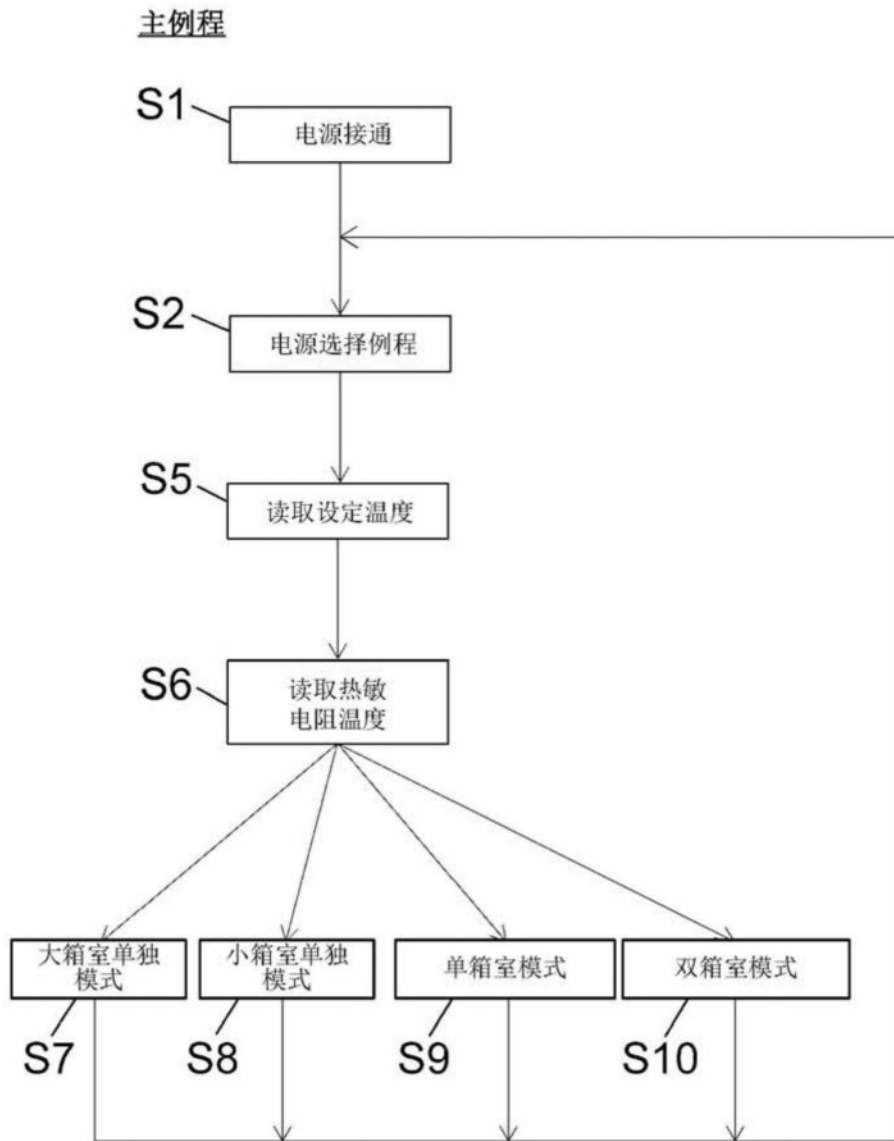 主例程
S1
电源接通
S2
电源选择例程
S5
读取设定温度
S6
读取热敏
电阻温度
大箱室单独
模式
小箱室单独
模式
单箱室模式
双箱室模式
S7
S8
S9
S10